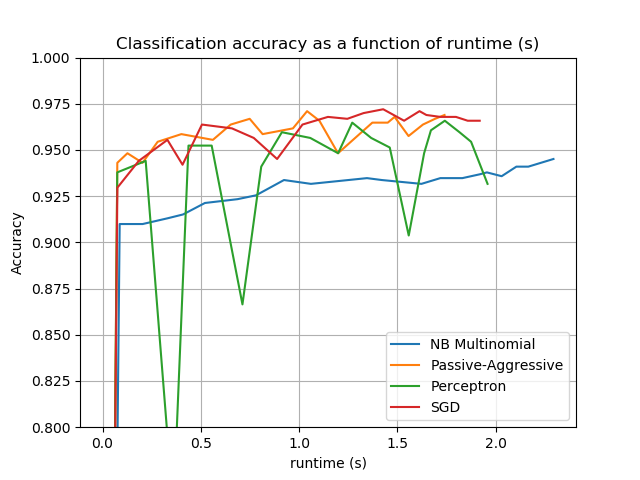 Classification accuracy as a function of runtime (s)
1.000
0.975
0.950
0.925
0.900
0.875
0.850
0.825
0.800
Accuracy
NB Multinomial
Passive-Aggressive
Perceptron
SGD
0.0 0.5 1.0 1.5 2.0
runtime (s)